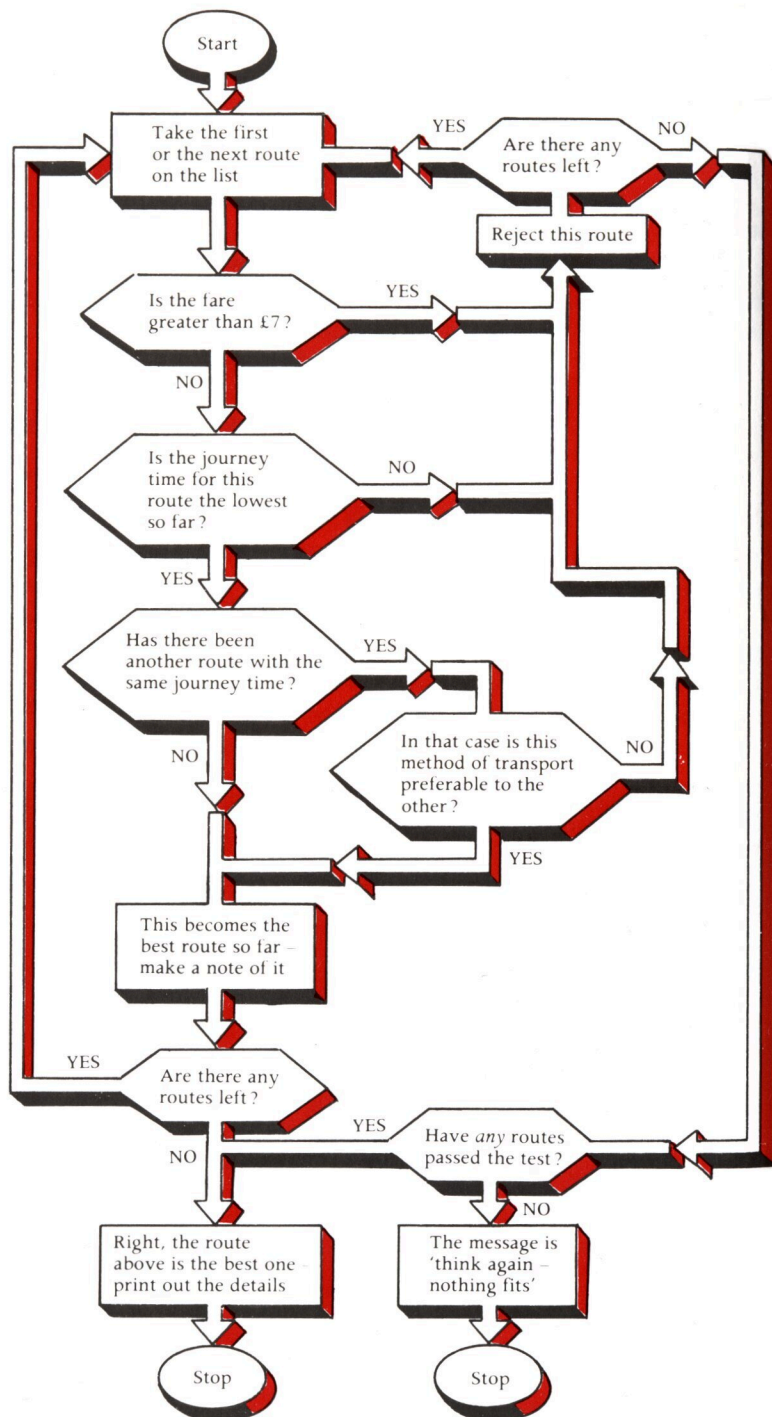 Start
Take the first
or the next route
on the list
YES
Are there any
routes left?
NO
Reject this route
Is the fare
greater than £7?
YES
NO
Is the journey
time for this
route the lowest
so far?
NO
YES
Has there been
another route with the
same journey time?
YES
NO
In that case is this
method of transport
preferable to the
other?
NO
YES
This becomes the
best route so far –
make a note of it
YES
Are there any
routes left?
NO
YES
Have any routes
passed the test?
NO
Right, the route
above is the best one –
print out the details
The message is
‘think again –
nothing fits’
Stop
Stop